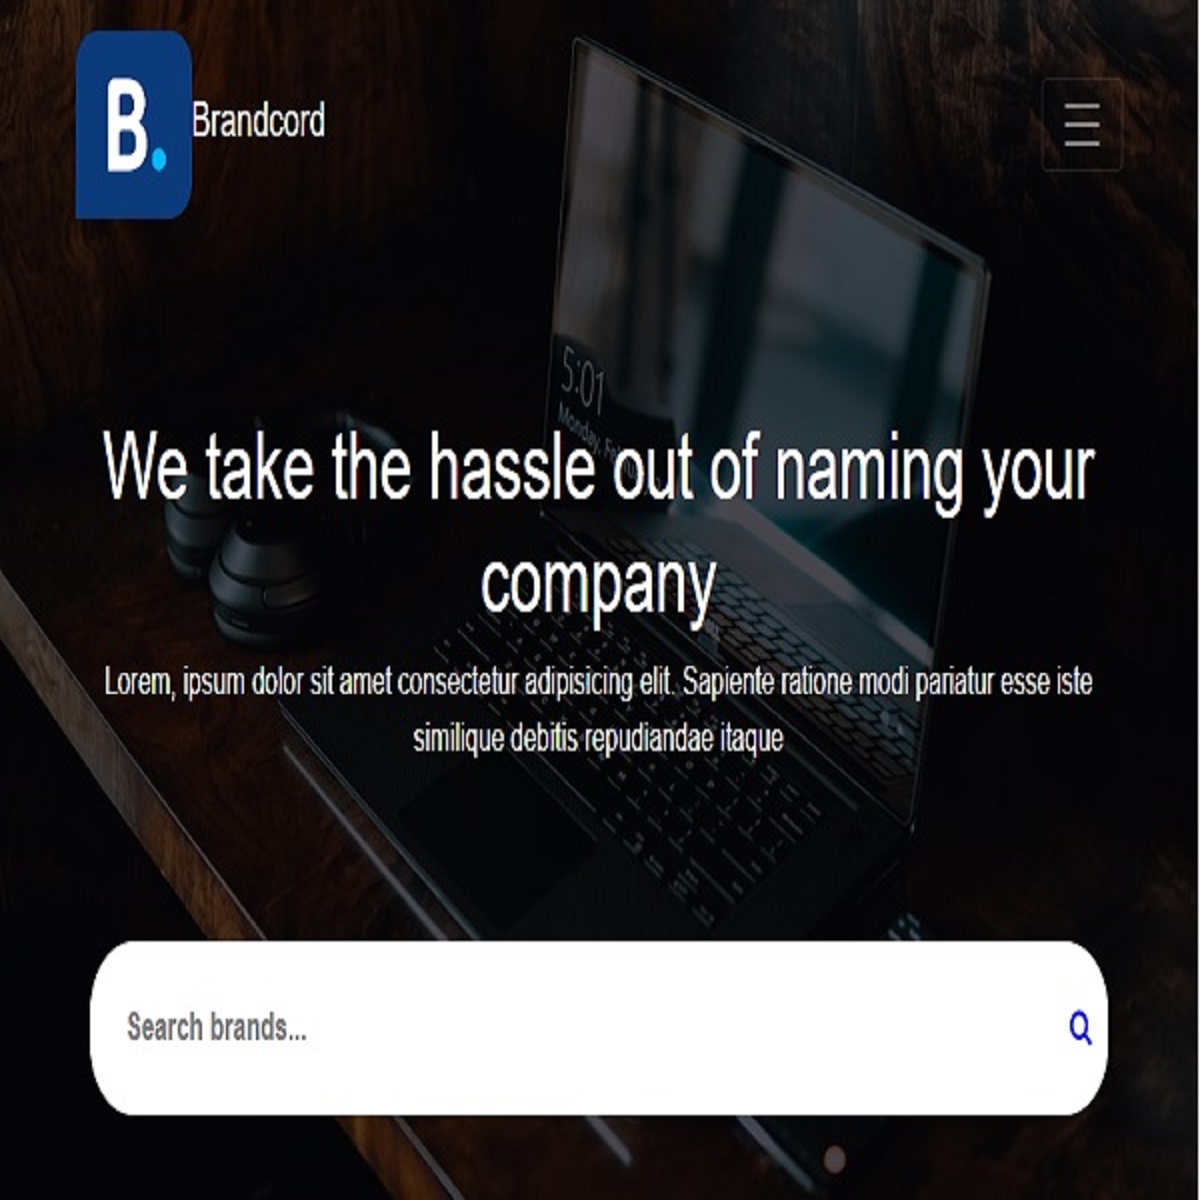 B.
Brandcord
5:01
Monday,
We take the hassle out of naming your
company
Lorem, ipsum dolor sit amet consectetur adipisicing elit. Sapiente ratione modi pariatur esse iste
similique debitis repudiandae itaque
Search brands...